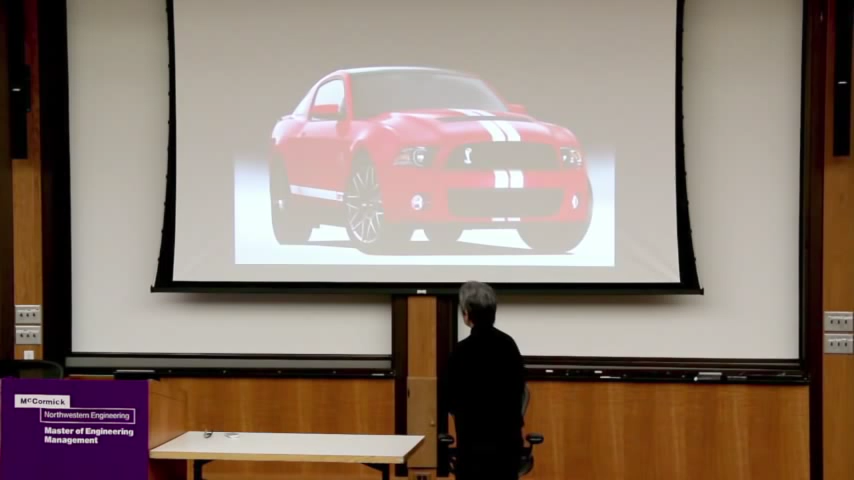 McCormick
Northwestern Engineering
Master of Engineering
Management